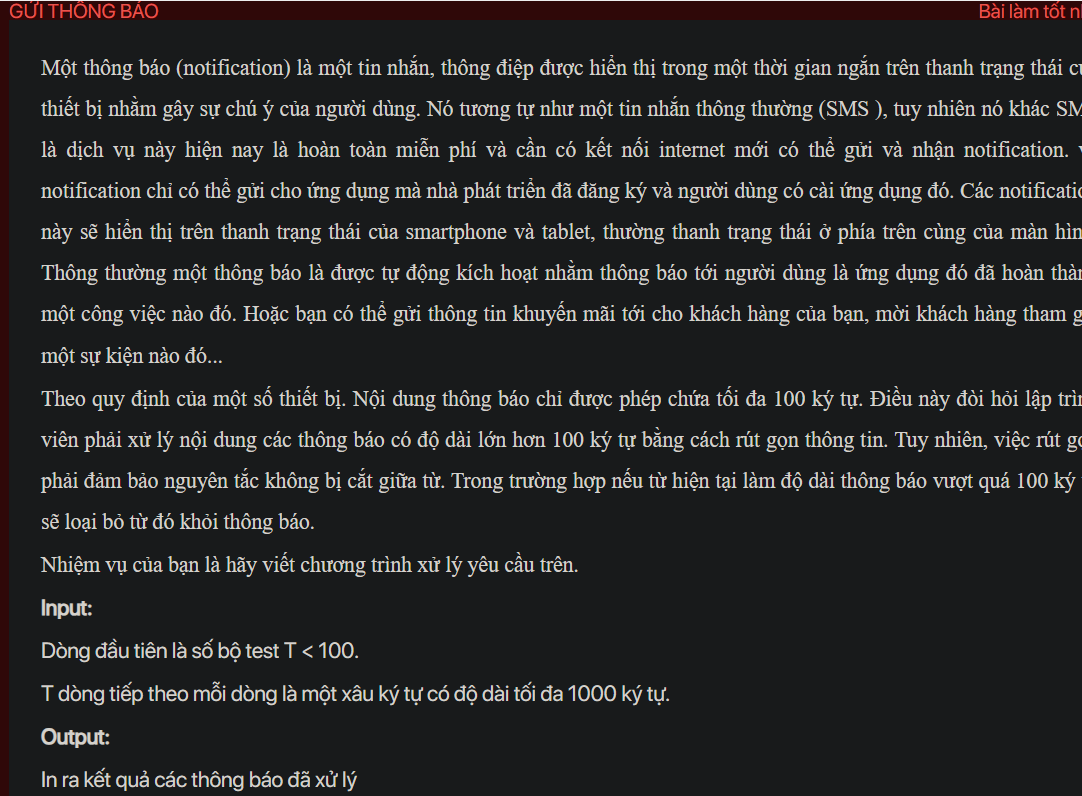 GỬI THÔNG BÁO
Bài làm tốt
Một thông báo (notification) là một tin nhắn, thông điệp được hiển thị trong một thời gian ngắn trên thanh trạng thái
thiết bị nhằm gây sự chú ý của người dùng. Nó tương tự như một tin nhắn thông thường (SMS ), tuy nhiên nó khác
là dịch vụ này hiện nay là hoàn toàn miễn phí và cần có kết nối internet mới có thể gửi và nhận notification.
notification chỉ có thể gửi cho ứng dụng mà nhà phát triển đã đăng ký và người dùng có cài ứng dụng đó. Các
này sẽ hiển thị trên thanh trạng thái của smartphone và tablet, thường thanh trạng thái ở phía trên cùng của màn
Thông thường một thông báo là được tự động kích hoạt nhằm thông báo tới người dùng là ứng dụng đó đã hoàn
một công việc nào đó. Hoặc bạn có thể gửi thông tin khuyến mãi tới cho khách hàng của bạn, mời khách hàng tham
một sự kiện nào đó...
Theo quy định của một số thiết bị. Nội dung thông báo chỉ được phép chứa tối đa 100 ký tự. Điều này đòi hỏi lập
viên phải xử lý nội dung các thông báo có độ dài lớn hơn 100 ký tự bằng cách rút gọn thông tin. Tuy nhiên, việc rút
phải đảm bảo nguyên tắc không bị cắt giữa từ. Trong trường hợp nếu từ hiện tại làm độ dài thông báo vượt quá 100 ký
sẽ loại bỏ từ đó khỏi thông báo.
Nhiệm vụ của bạn là hãy viết chương trình xử lý yêu cầu trên.
Input:
Dòng đầu tiên là số bộ test T < 100.
T dòng tiếp theo mỗi dòng là một xâu ký tự có độ dài tối đa 1000 ký tự.
Output:
In ra kết quả các thông báo đã xử lý